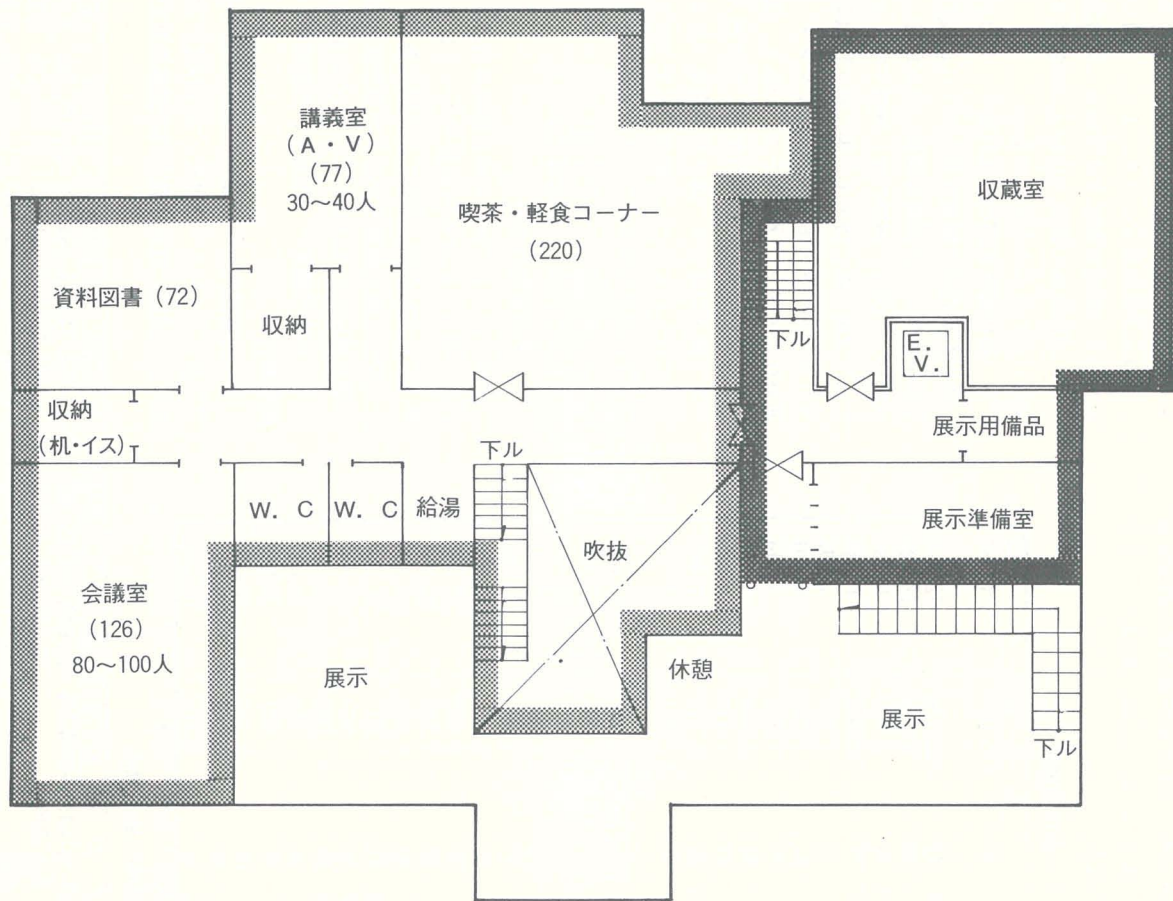 講義室
(A・V)
(77)
30〜40人
喫茶・軽食コーナー
(220)
収蔵室
資料図書 (72)
収納
下ル
E.
V.
収納
(机・イス)
展示用備品
下ル
W. C
W. C
給湯
展示準備室
吹抜
会議室
(126)
80〜100人
展示
休憩
展示
下ル